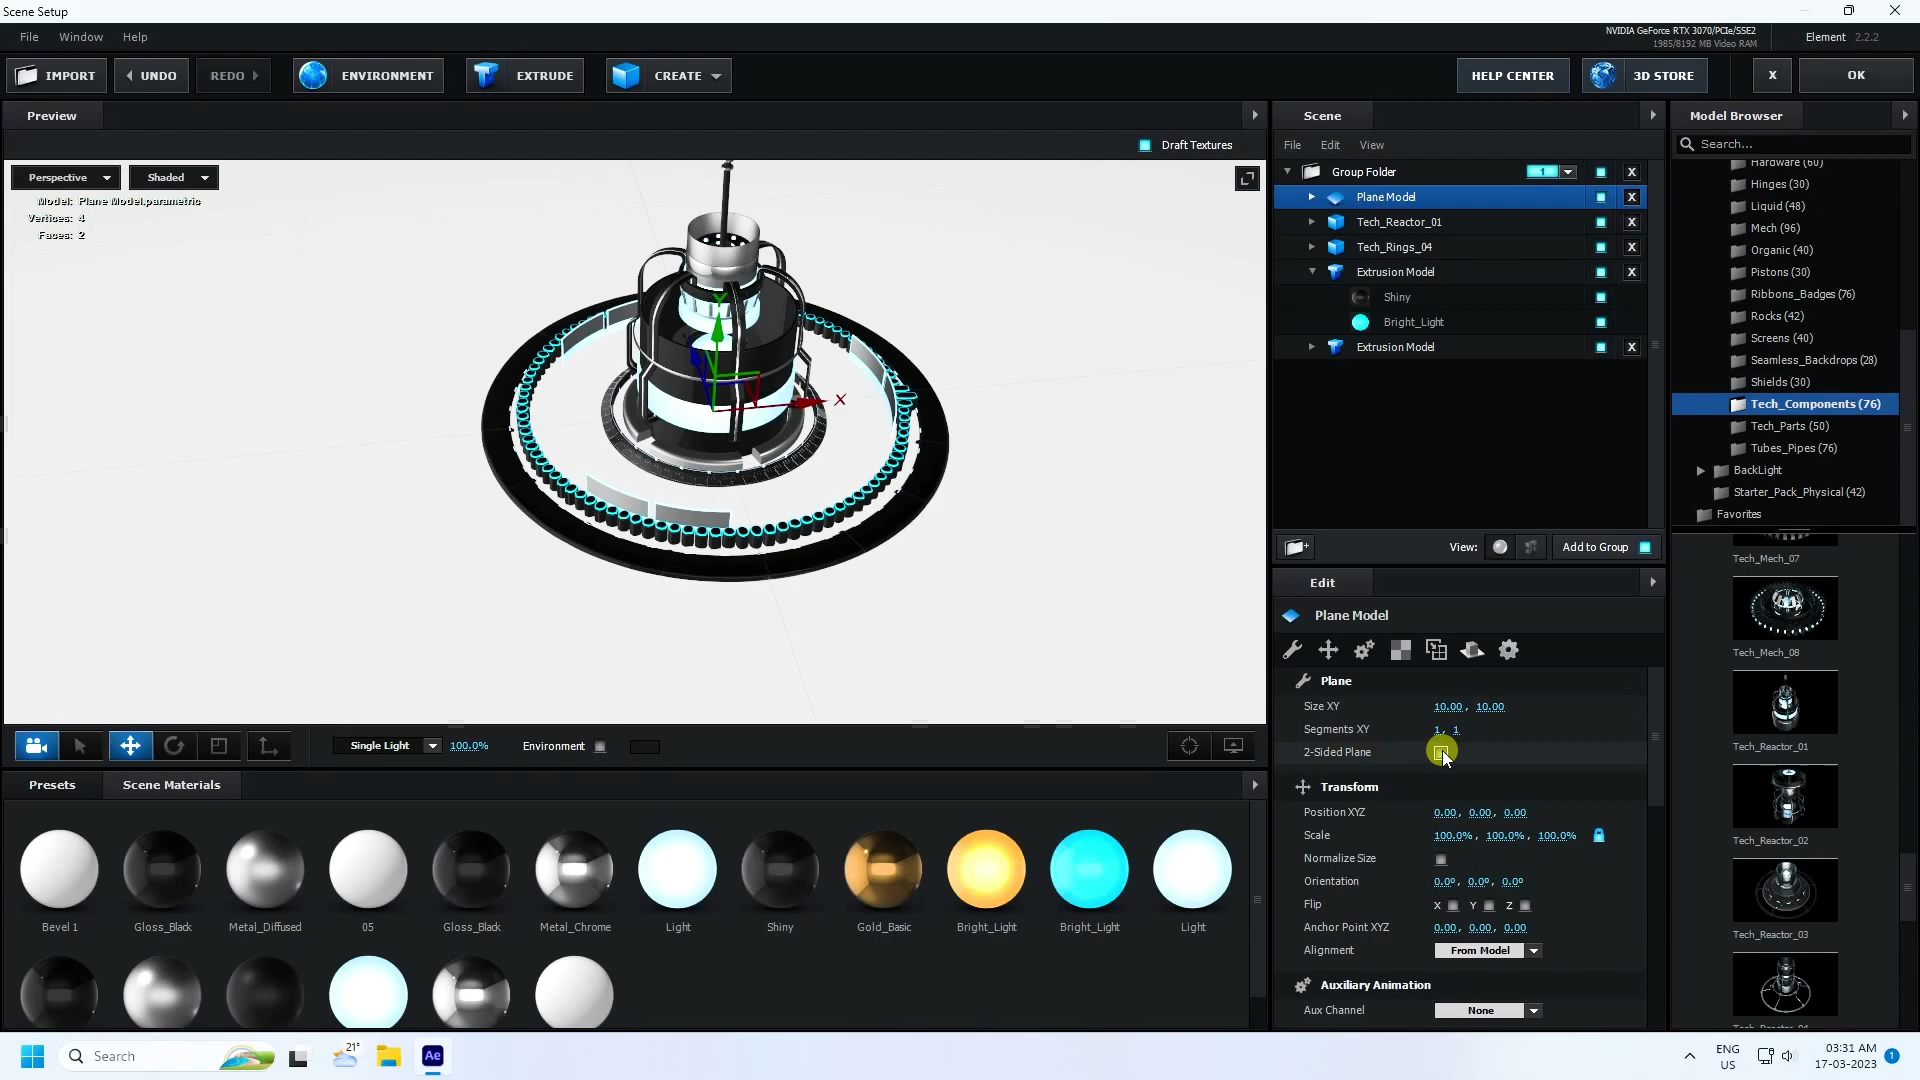 Scene Setup
File Window Help
NVIDIA GeForce RTX 3070/PCIe/SSE2
1985/8192 MB Video RAM
Element 2.2.2
IMPORT UNDO REDO ENVIRONMENT EXTRUDE CREATE HELP CENTER 3D STORE X OK
Preview
Draft Textures
Perspective Shaded
Model: Plane Model.parametric
Vertices: 4
Faces: 2
Y
X
Single Light 100.0% Environment
Presets Scene Materials
Bevel 1 Gloss_Black Metal_Diffused 05 Gloss_Black Metal_Chrome Light Shiny Gold_Basic Bright_Light Bright_Light Light
Scene
File Edit View
Group Folder 1 X
Plane Model X
Tech_Reactor_01 X
Tech_Rings_04 X
Extrusion Model X
Shiny
Bright_Light
Extrusion Model X
View: Add to Group
Edit
Plane Model
Plane
Size XY 10.00, 10.00
Segments XY 1, 1
2-Sided Plane
Transform
Position XYZ 0.00, 0.00, 0.00
Scale 100.0%, 100.0%, 100.0%
Normalize Size
Orientation 0.0°, 0.0°, 0.0°
Flip X Y Z
Anchor Point XYZ 0.00, 0.00, 0.00
Alignment From Model
Auxiliary Animation
Aux Channel None
Model Browser
Search...
Hardware (60)
Hinges (30)
Liquid (48)
Mech (96)
Organic (40)
Pistons (30)
Ribbons_Badges (76)
Rocks (42)
Screens (40)
Seamless_Backdrops (28)
Shields (30)
Tech_Components (76)
Tech_Parts (50)
Tubes_Pipes (76)
BackLight
Starter_Pack_Physical (42)
Favorites
Tech_Mech_07
Tech_Mech_08
Tech_Reactor_01
Tech_Reactor_02
Tech_Reactor_03
Search 21° Ae
ENG
US
03:31 AM
17-03-2023
1